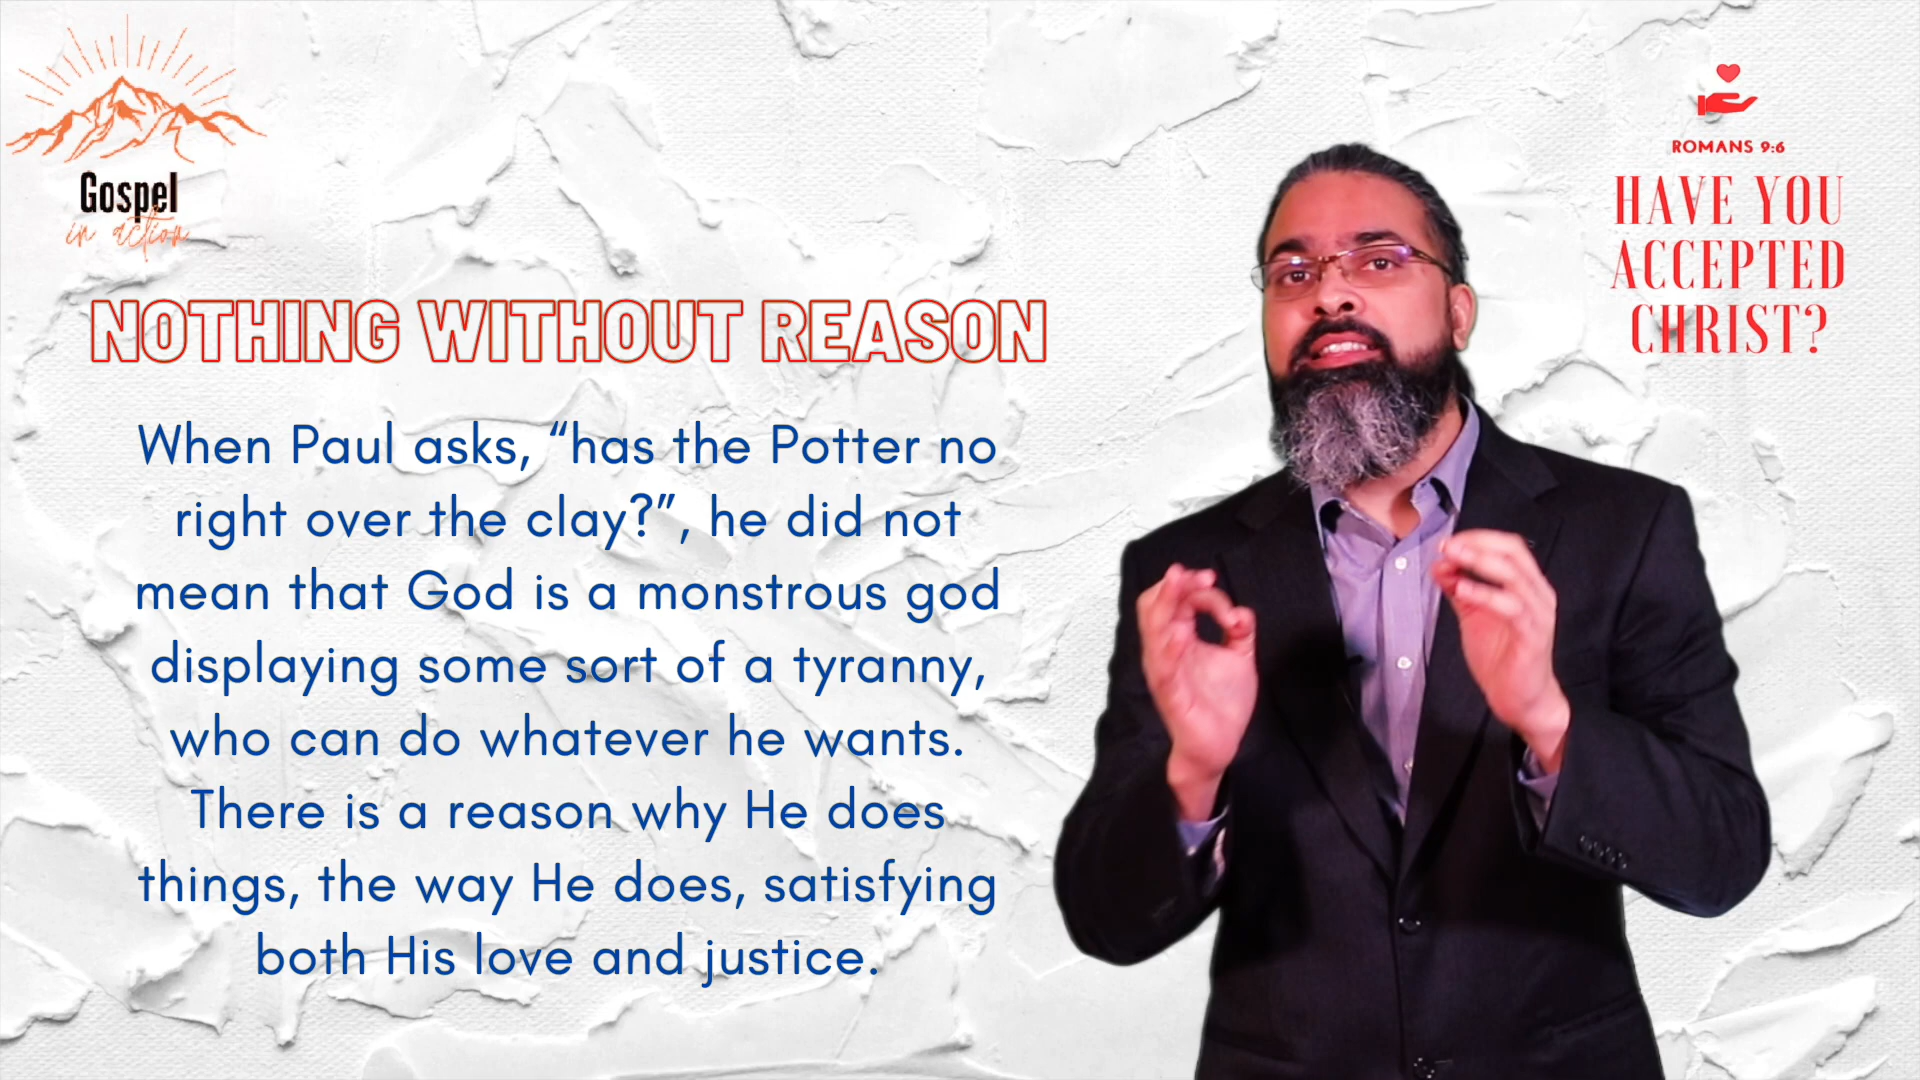 Gospel
in action
ROMANS 9:6
HAVE YOU
ACCEPTED
CHRIST?
NOTHING WITHOUT REASON
When Paul asks, “has the Potter no
right over the clay?”, he did not
mean that God is a monstrous god
displaying some sort of a tyranny,
who can do whatever he wants.
There is a reason why He does
things, the way He does, satisfying
both His love and justice.